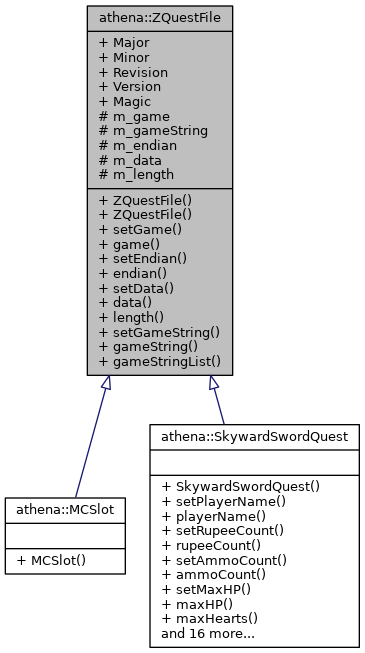 athena::ZQuestFile
+ Major
+ Minor
+ Revision
+ Version
+ Magic
# m_game
# m_gameString
# m_endian
# m_data
# m_length
+ ZQuestFile()
+ ZQuestFile()
+ setGame()
+ game()
+ setEndian()
+ endian()
+ setData()
+ data()
+ length()
+ setGameString()
+ gameString()
+ gameStringList()
athena::MCSlot
+ MCSlot()
athena::SkywardSwordQuest
+ SkywardSwordQuest()
+ setPlayerName()
+ playerName()
+ setRupeeCount()
+ rupeeCount()
+ setAmmoCount()
+ ammoCount()
+ setMaxHP()
+ maxHP()
+ maxHearts()
and 16 more...